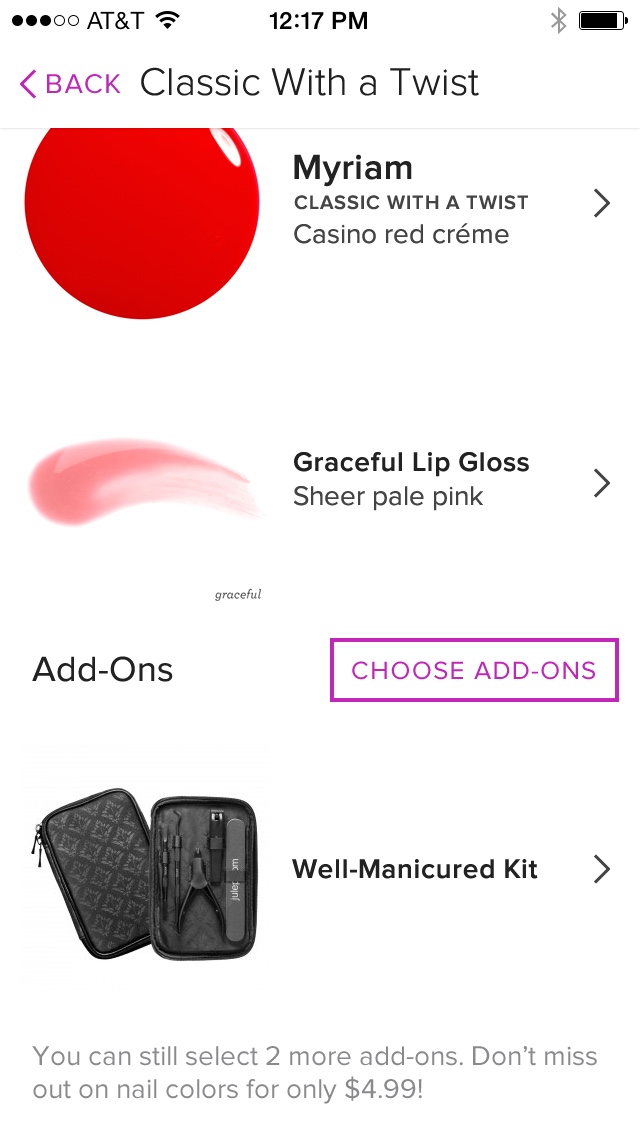 AT&T 12:17 PM
BACK Classic With a Twist
Myriam
CLASSIC WITH A TWIST
Casino red créme
Graceful Lip Gloss
Sheer pale pink
graceful
Add-Ons CHOOSE ADD-ONS
Well-Manicured Kit
You can still select 2 more add-ons. Don’t miss
out on nail colors for only $4.99!